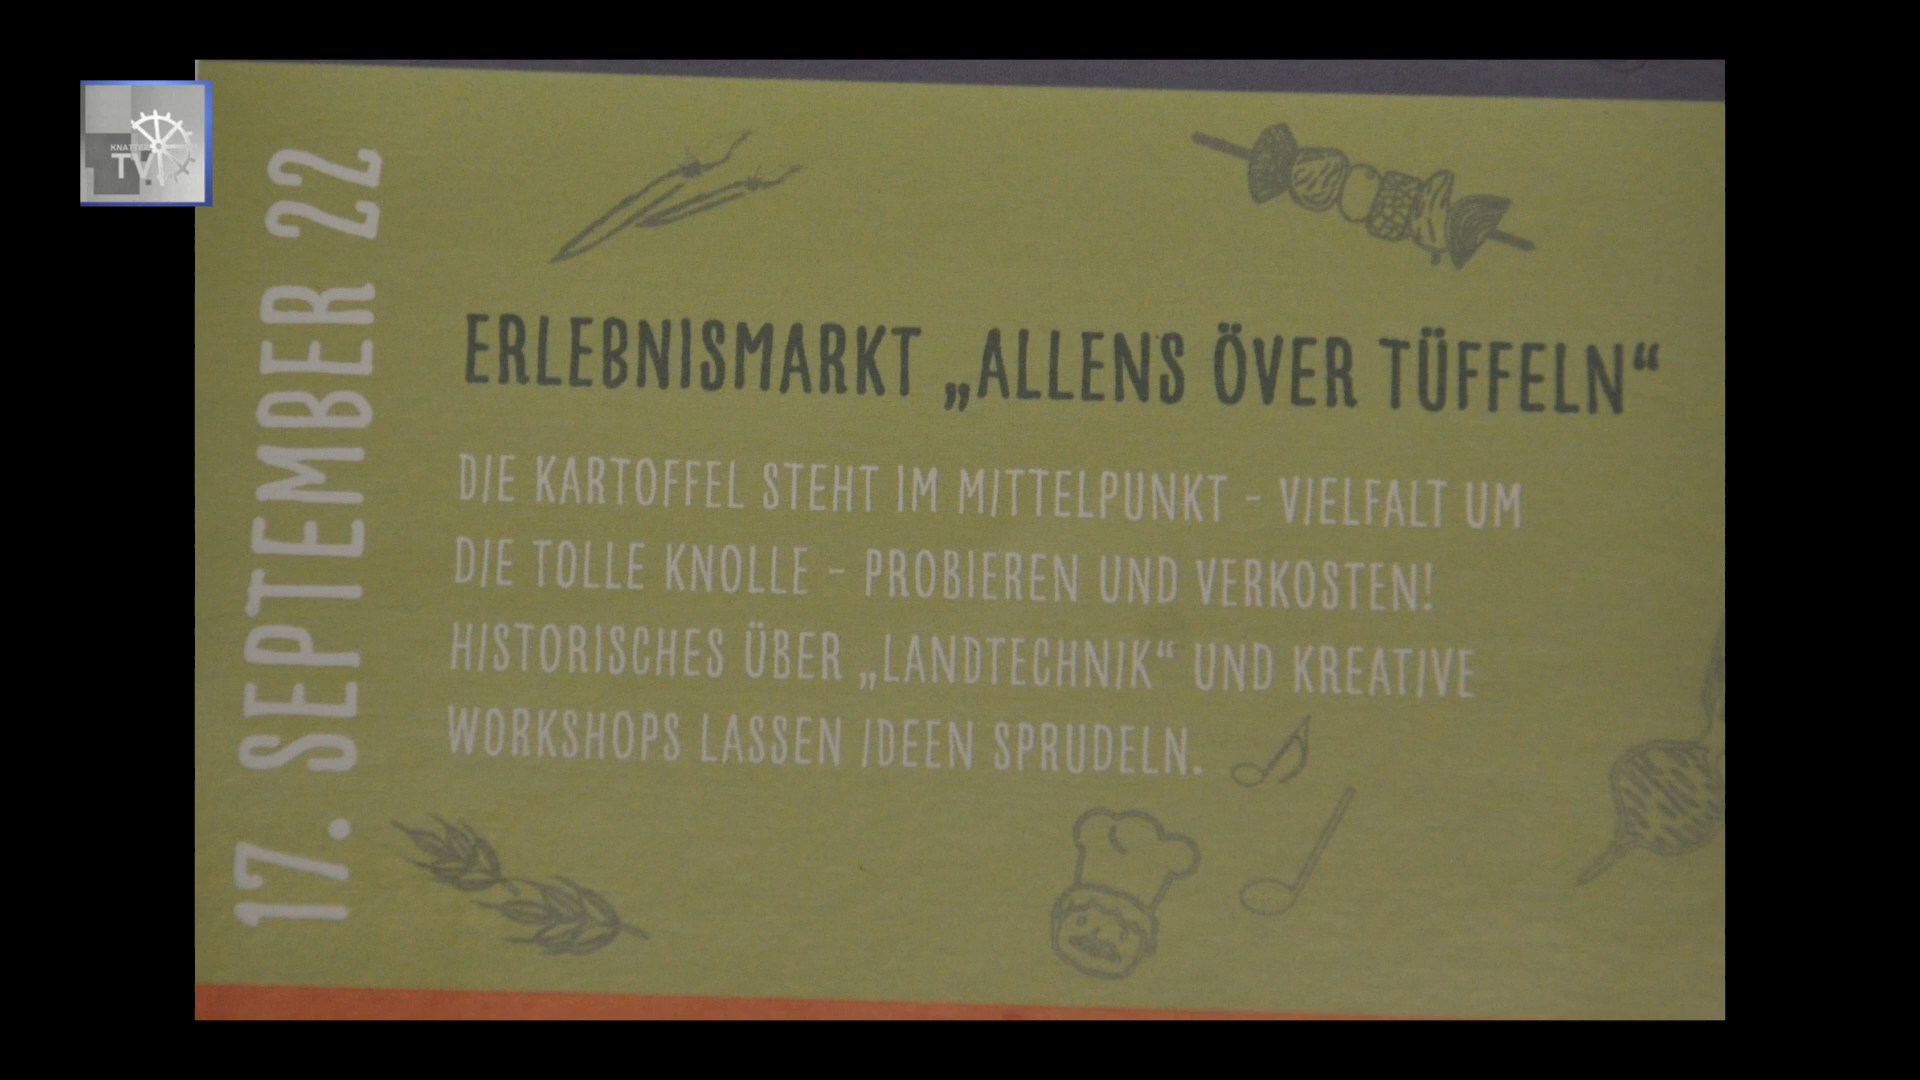 KNATTER
TV.
17. SEPTEMBER 22
ERLEBNISMARKT „ALLENS ÖVER TÜFFELN“
DIE KARTOFFEL STEHT IM MITTELPUNKT - VIELFALT UM
DIE TOLLE KNOLLE - PROBIEREN UND VERKOSTEN!
HISTORISCHES ÜBER „LANDTECHNIK“ UND KREATIVE
WORKSHOPS LASSEN IDEEN SPRUDELN.